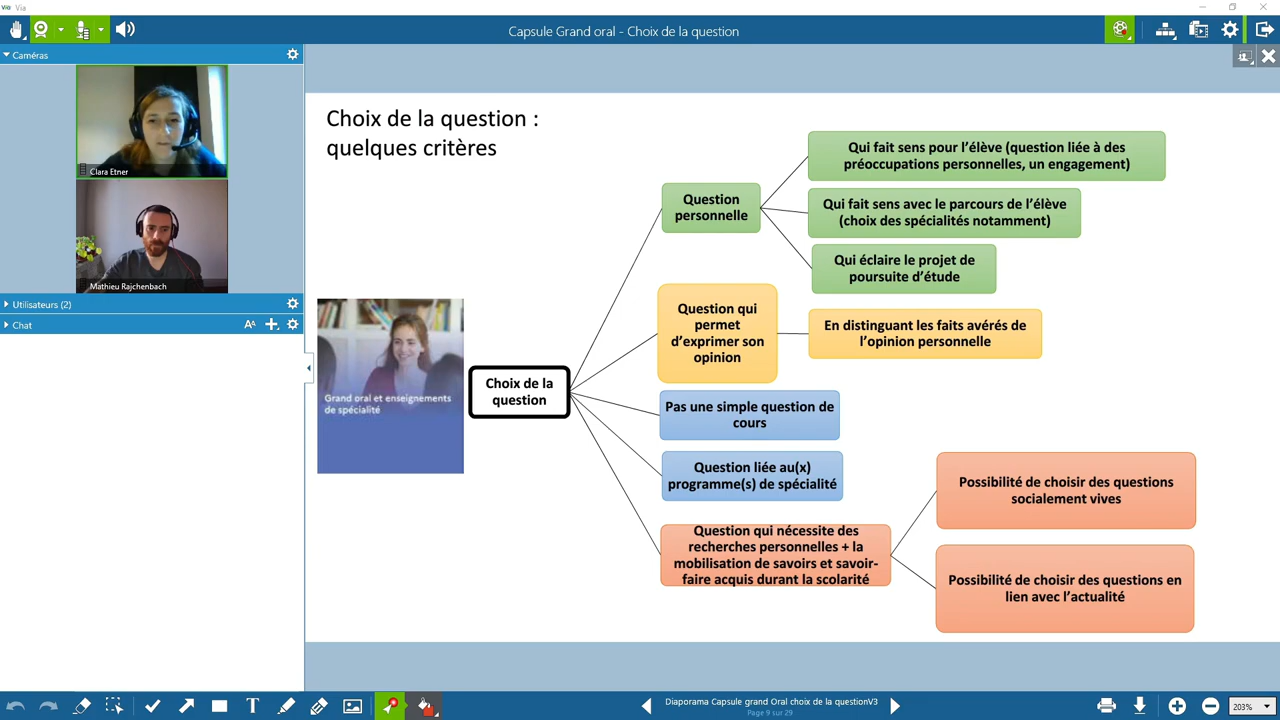 Via
Via
Capsule Grand oral - Choix de la question
Caméras
Clara Etner
Mathieu Rajchenbach
Utilisateurs (2)
Chat
AA
Choix de la question :
quelques critères
Grand oral et enseignements
de spécialité
Choix de la
question
Question
personnelle
Qui fait sens pour l'élève (question liée à des
préoccupations personnelles, un engagement)
Qui fait sens avec le parcours de l'élève
(choix des spécialités notamment)
Qui éclaire le projet de
poursuite d'étude
Question qui
permet
d'exprimer son
opinion
En distinguant les faits avérés de
l'opinion personnelle
Pas une simple question de
cours
Question liée au(x)
programme(s) de spécialité
Question qui nécessite des
recherches personnelles + la
mobilisation de savoirs et savoir-
faire acquis durant la scolarité
Possibilité de choisir des questions
socialement vives
Possibilité de choisir des questions en
lien avec l'actualité
T
Diaporama Capsule grand Oral choix de la questionV3
Page 9 sur 29
203%